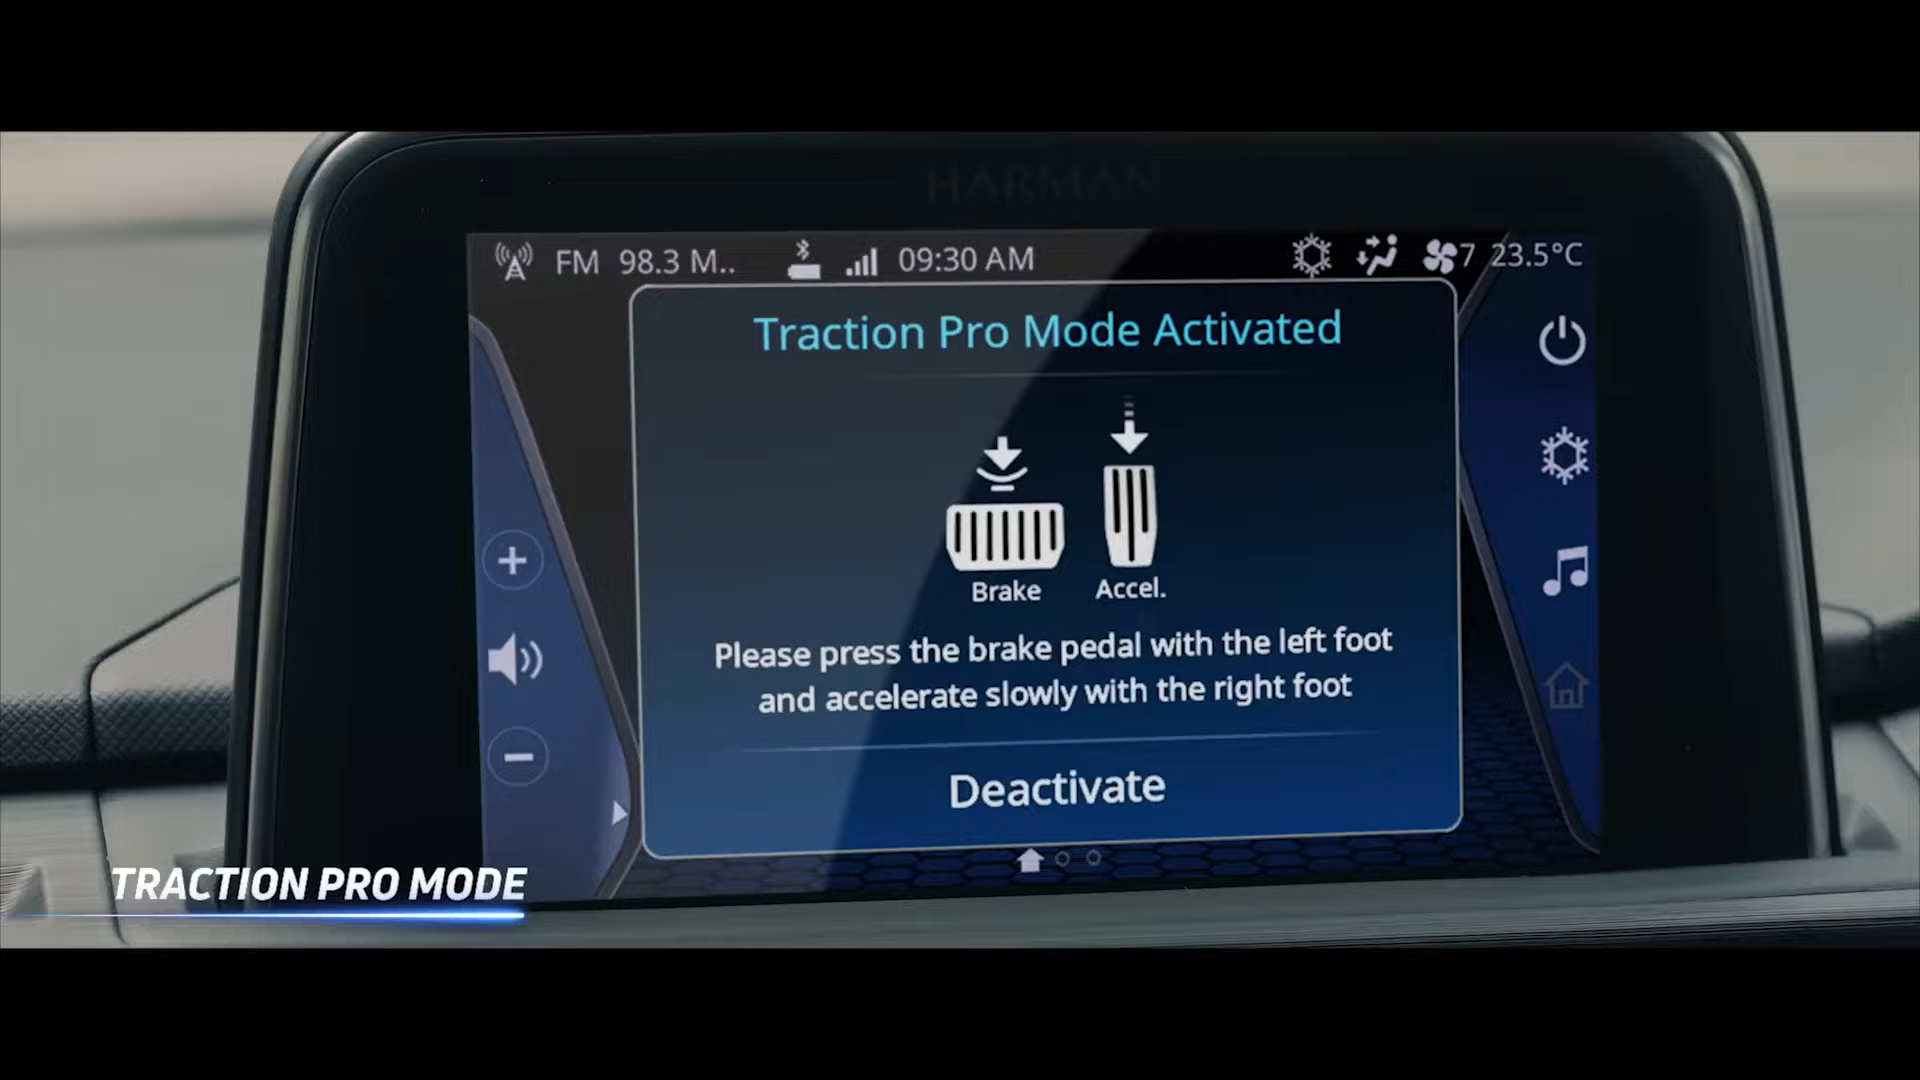 HARMAN
FM 98.3 M.. 09:30 AM 7 23.5°C
Traction Pro Mode Activated
Brake Accel.
Please press the brake pedal with the left foot
and accelerate slowly with the right foot
Deactivate
TRACTION PRO MODE